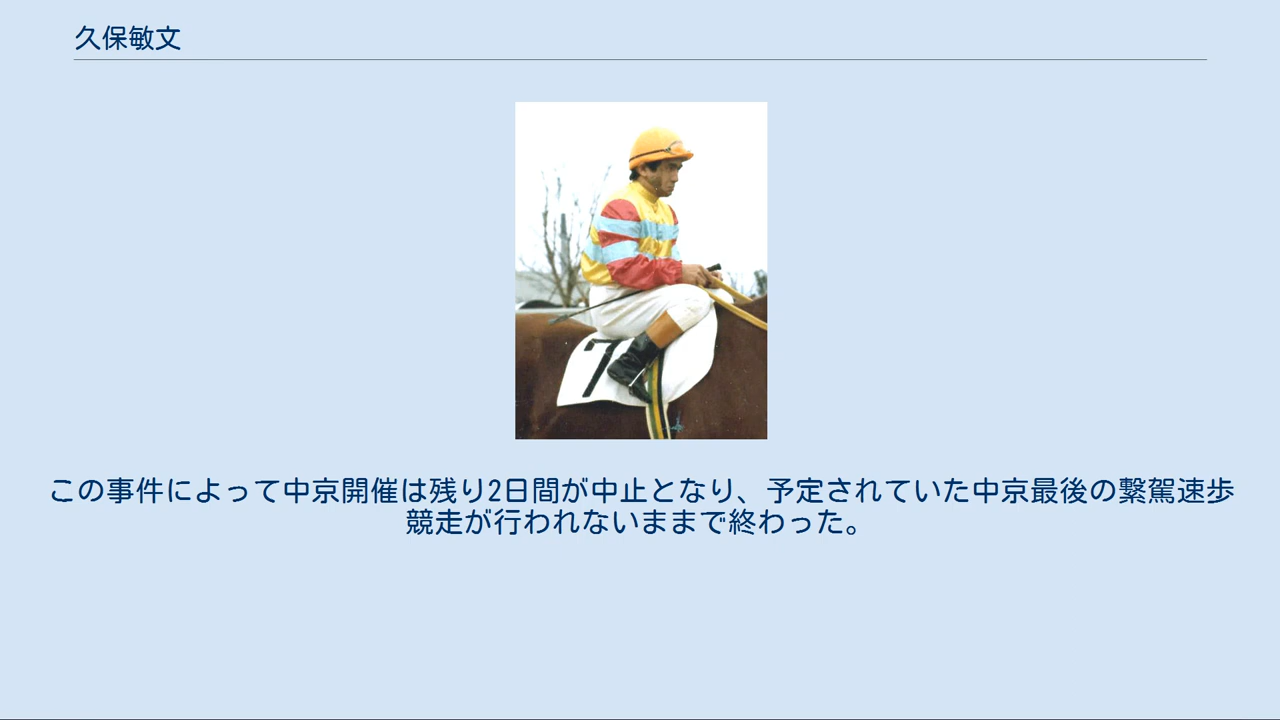 久保敏文
7
この事件によって中京開催は残り2日間が中止となり、予定されていた中京最後の繋駕速歩
競走が行われないままで終わった。